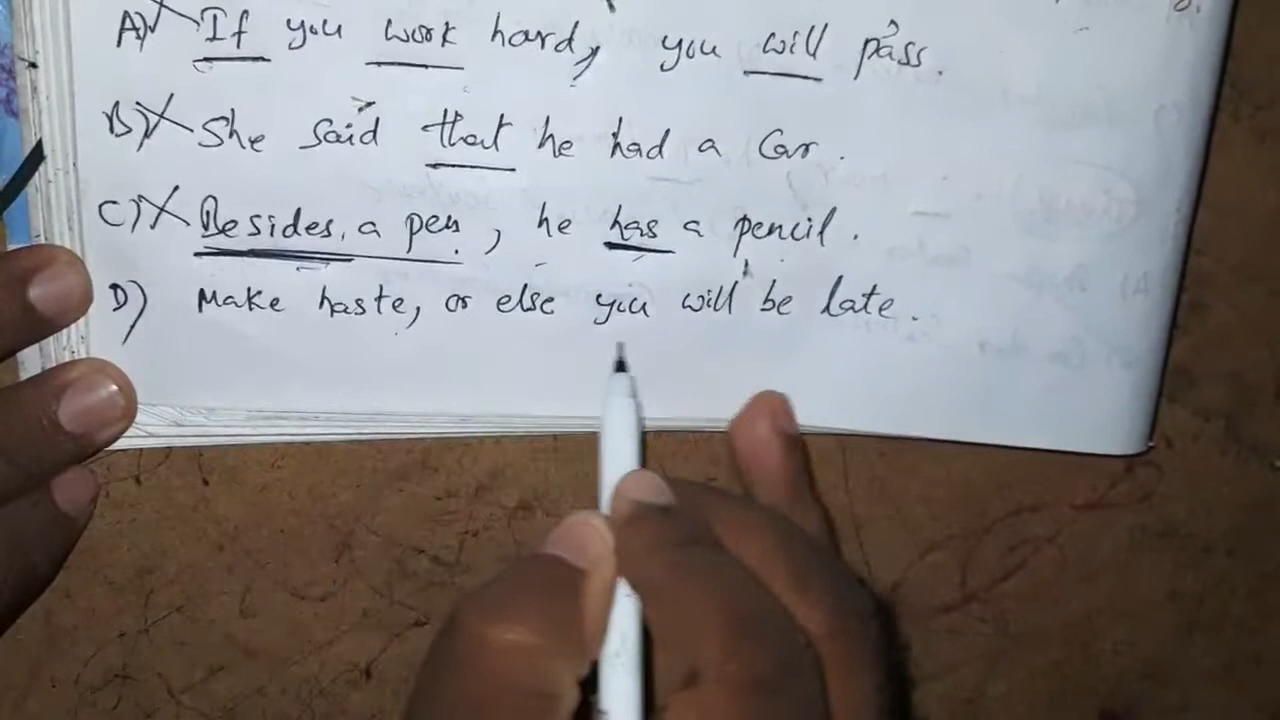 A) If you work hard, you will pass.
B) She said that he had a Car.
C) Besides, a pen, he has a pencil.
D) Make haste, or else you will be late.